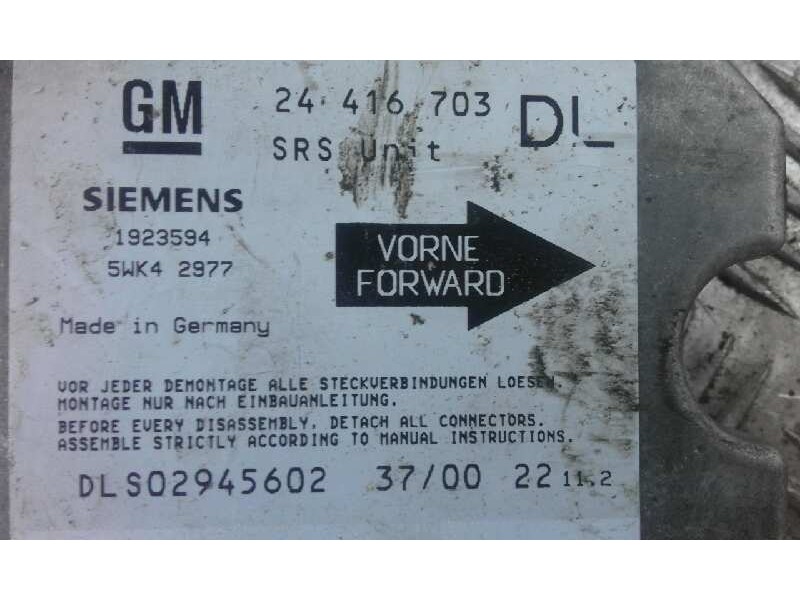 GM
24 416 703
DL
SRS Unit
SIEMENS
1923594
5WK4 2977
VORNE
FORWARD
Made in Germany
VOR JEDER DEMONTAGE ALLE STECKVERBINDUNGEN LOESEN.
MONTAGE NUR NACH EINBAUANLEITUNG.
BEFORE EVERY DISASSEMBLY, DETACH ALL CONNECTORS.
ASSEMBLE STRICTLY ACCORDING TO MANUAL INSTRUCTIONS.
DLS02945602 37/00 22 11.2